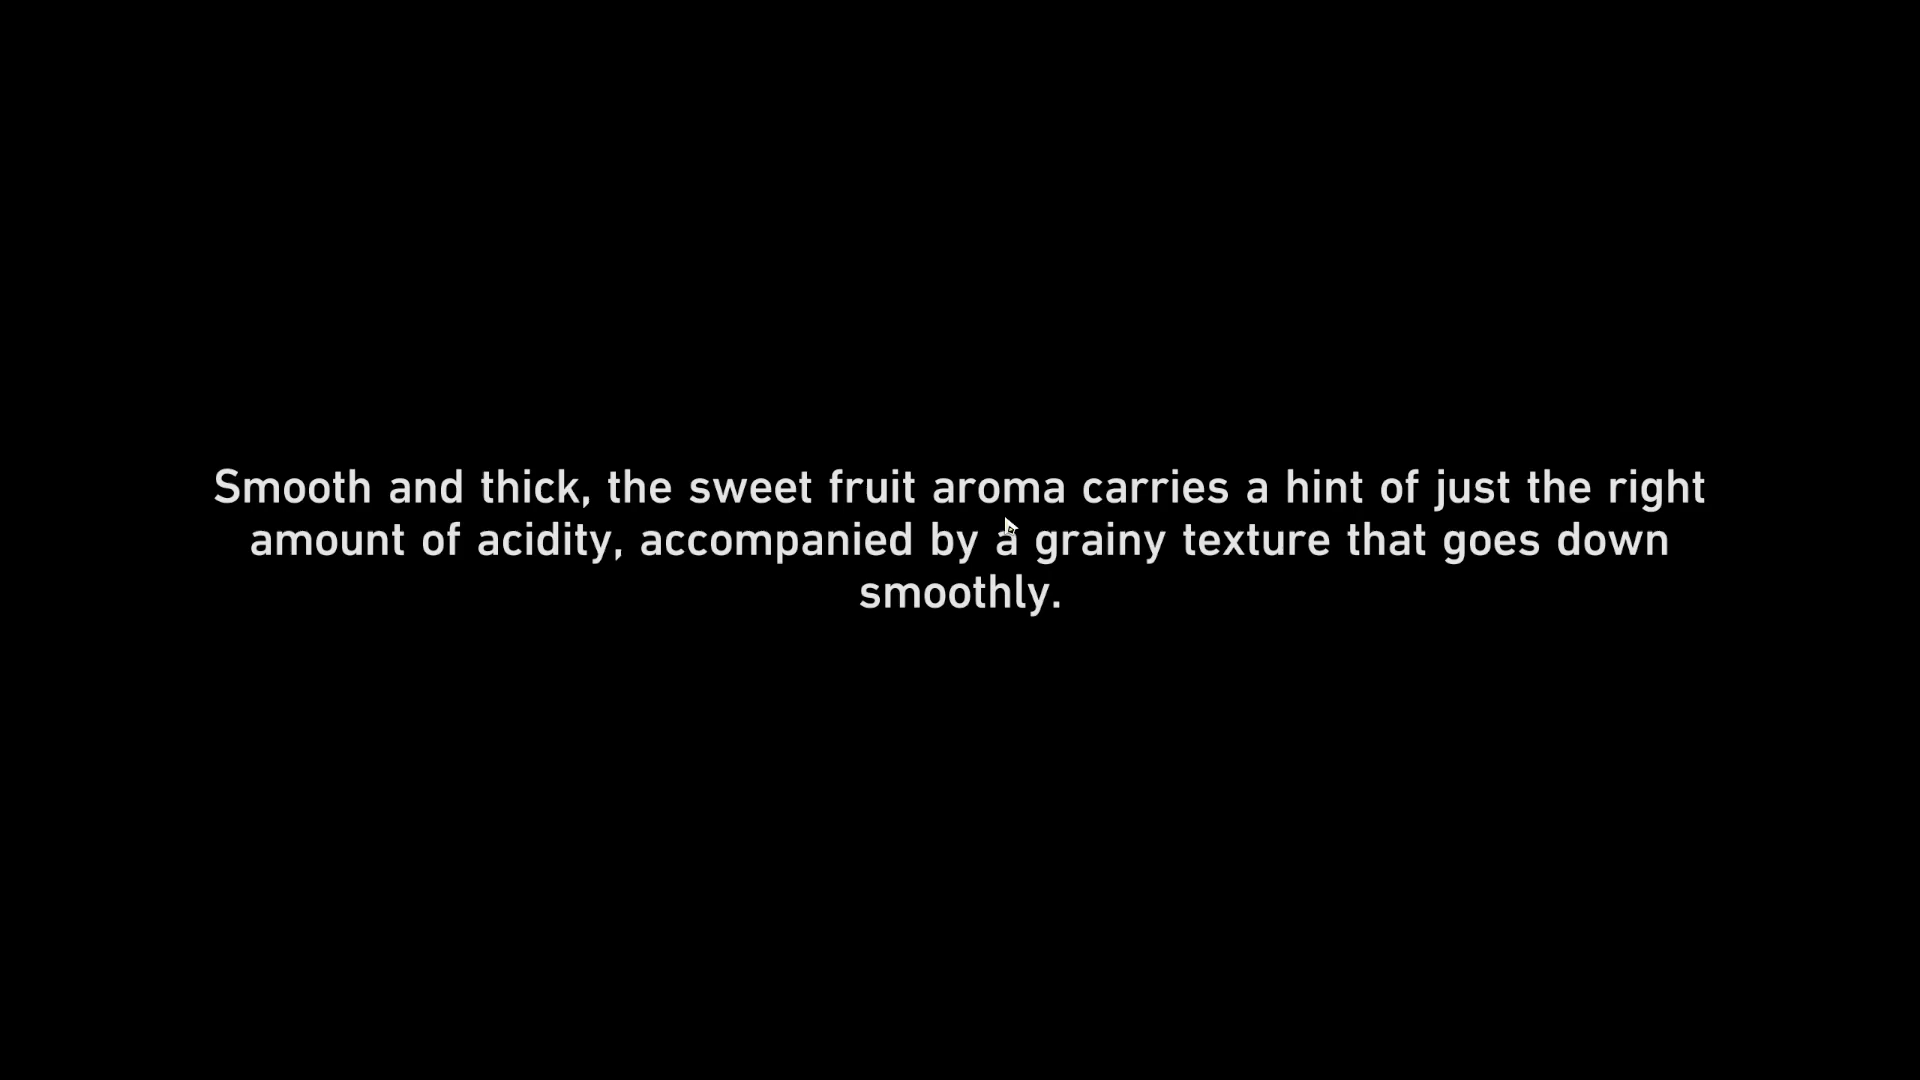 Smooth and thick, the sweet fruit aroma carries a hint of just the right
amount of acidity, accompanied by a grainy texture that goes down
smoothly.